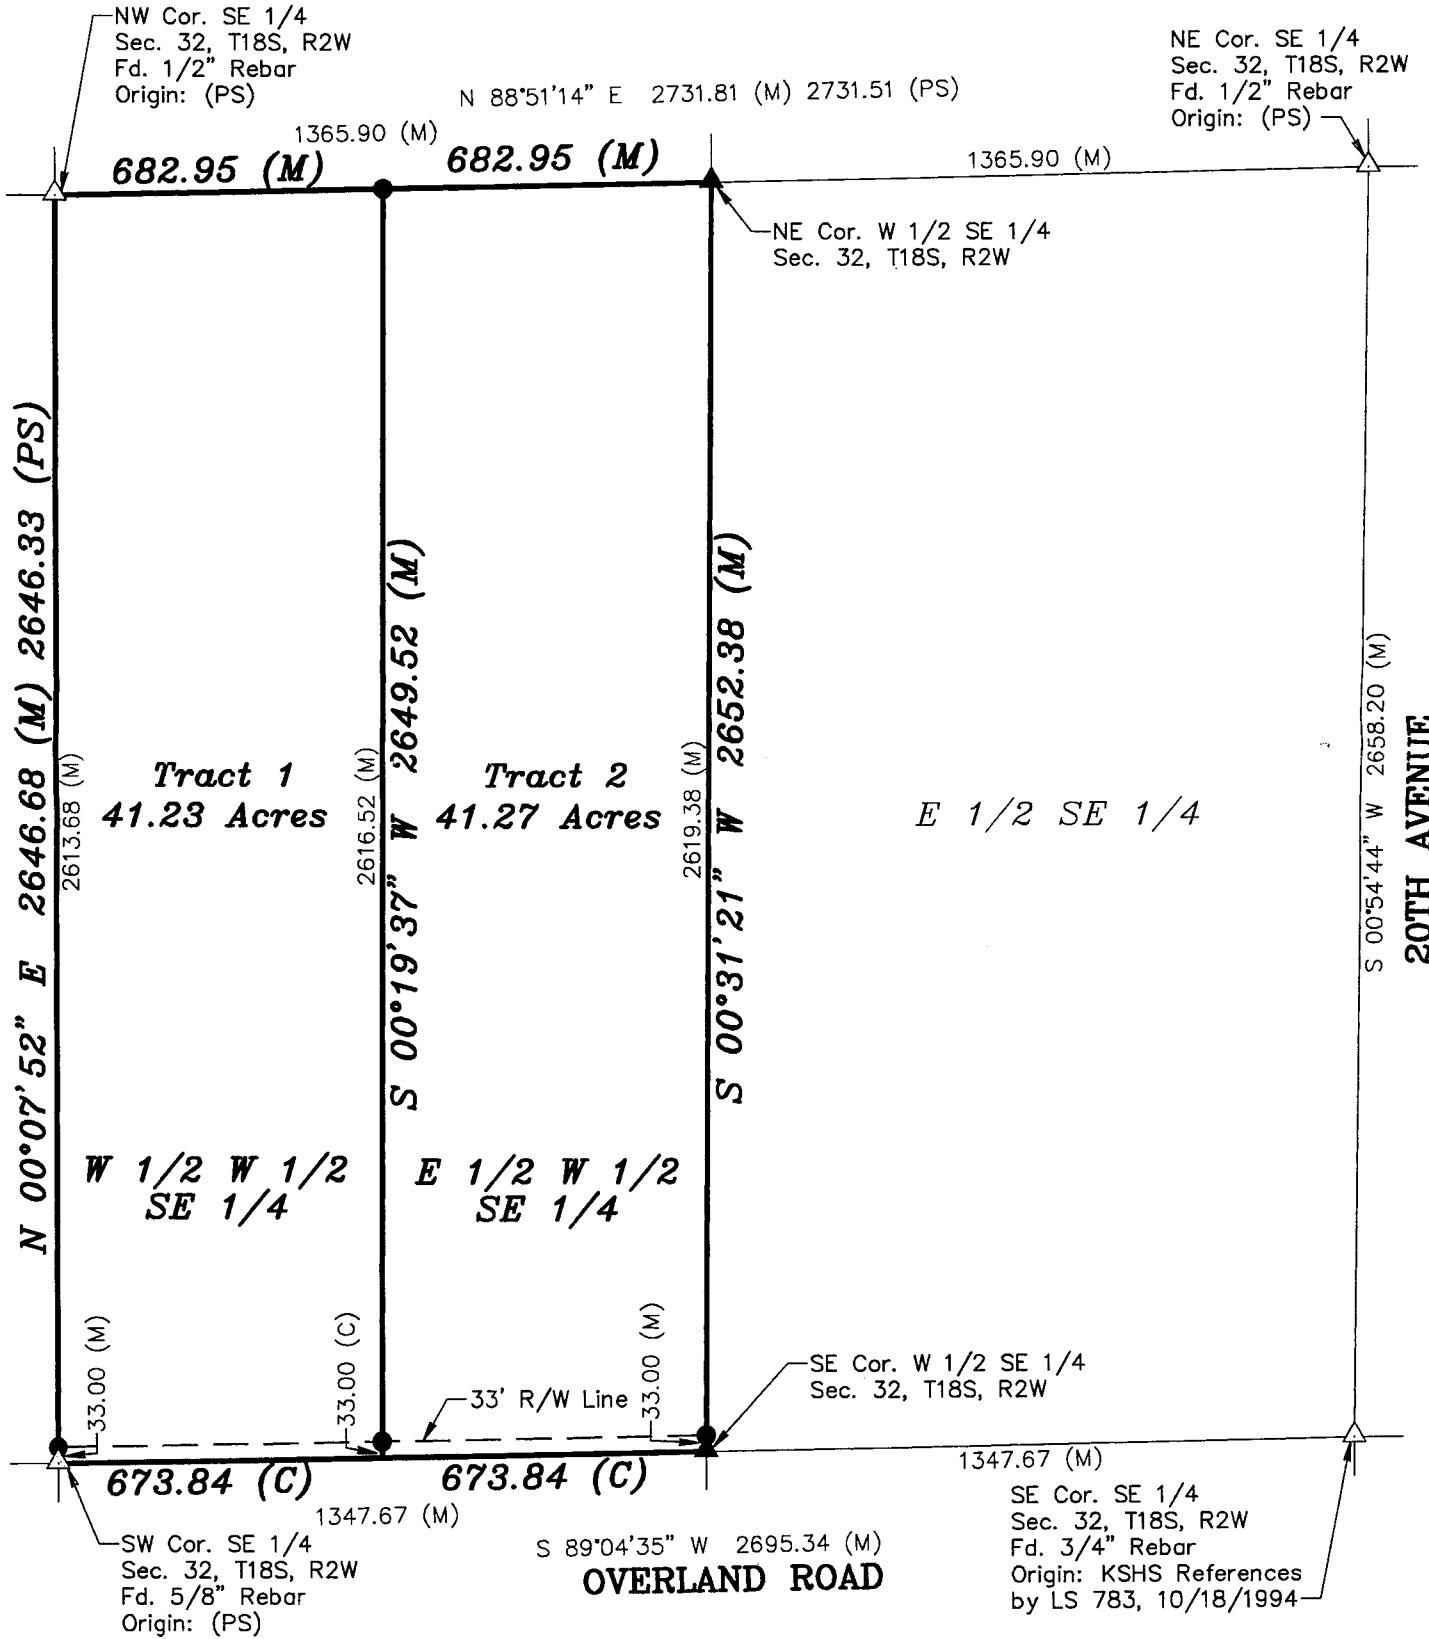 NW Cor. SE 1/4
Sec. 32, T18S, R2W
Fd. 1/2" Rebar
Origin: (PS)
NE Cor. SE 1/4
Sec. 32, T18S, R2W
Fd. 1/2" Rebar
Origin: (PS)
N 88°51'14" E 2731.81 (M) 2731.51 (PS)
1365.90 (M)
682.95 (M)
682.95 (M)
1365.90 (M)
NE Cor. W 1/2 SE 1/4
Sec. 32, T18S, R2W
N 00°07'52" E 2646.68 (M) 2646.33 (PS)
2613.68 (M)
Tract 1
41.23 Acres
2616.52 (M)
S 00°19'37" W 2649.52 (M)
Tract 2
41.27 Acres
2619.38 (M)
S 00°31'21" W 2652.38 (M)
E 1/2 SE 1/4
S 00°54'44" W 2658.20 (M)
20TH AVENUE
W 1/2 W 1/2
SE 1/4
E 1/2 W 1/2
SE 1/4
33.00 (M)
33.00 (C)
33' R/W Line
33.00 (M)
SE Cor. W 1/2 SE 1/4
Sec. 32, T18S, R2W
673.84 (C)
673.84 (C)
1347.67 (M)
1347.67 (M)
SW Cor. SE 1/4
Sec. 32, T18S, R2W
Fd. 5/8" Rebar
Origin: (PS)
S 89°04'35" W 2695.34 (M)
OVERLAND ROAD
SE Cor. SE 1/4
Sec. 32, T18S, R2W
Fd. 3/4" Rebar
Origin: KSHS References
by LS 783, 10/18/1994